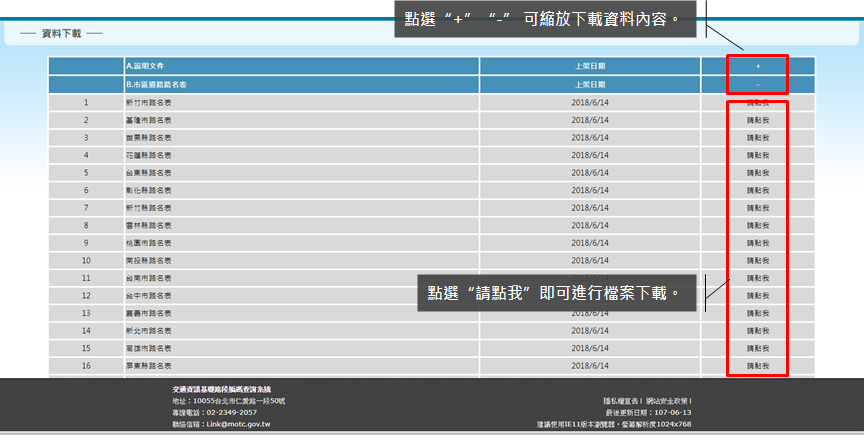 點選“+”“-” 可縮放下載資料內容。
資料下載
A.說明文件 上架日期 +
B.市區道路路名表 上架日期 -
1 新竹市路名表 2018/6/14 請點我
2 基隆市路名表 2018/6/14 請點我
3 苗栗縣路名表 2018/6/14 請點我
4 花蓮縣路名表 2018/6/14 請點我
5 台東縣路名表 2018/6/14 請點我
6 彰化縣路名表 2018/6/14 請點我
7 新竹縣路名表 2018/6/14 請點我
8 雲林縣路名表 2018/6/14 請點我
9 桃園市路名表 2018/6/14 請點我
10 南投縣路名表 2018/6/14 請點我
11 台南市路名表 請點我
點選“請點我”即可進行檔案下載。
12 台中市路名表 請點我
13 嘉義市路名表 2018/6/14 請點我
14 新北市路名表 2018/6/14 請點我
15 高雄市路名表 2018/6/14 請點我
16 屏東縣路名表 2018/6/14 請點我
交通資訊基礎路段編碼查詢系統
地址：10055台北市仁愛路一段50號 隱私權宣告 | 網站安全政策 |
專線電話：02-2349-2057 最後更新日期：107-06-13
聯絡信箱：Link@motc.gov.tw 建議使用IE11版本瀏覽器，螢幕解析度1024x768